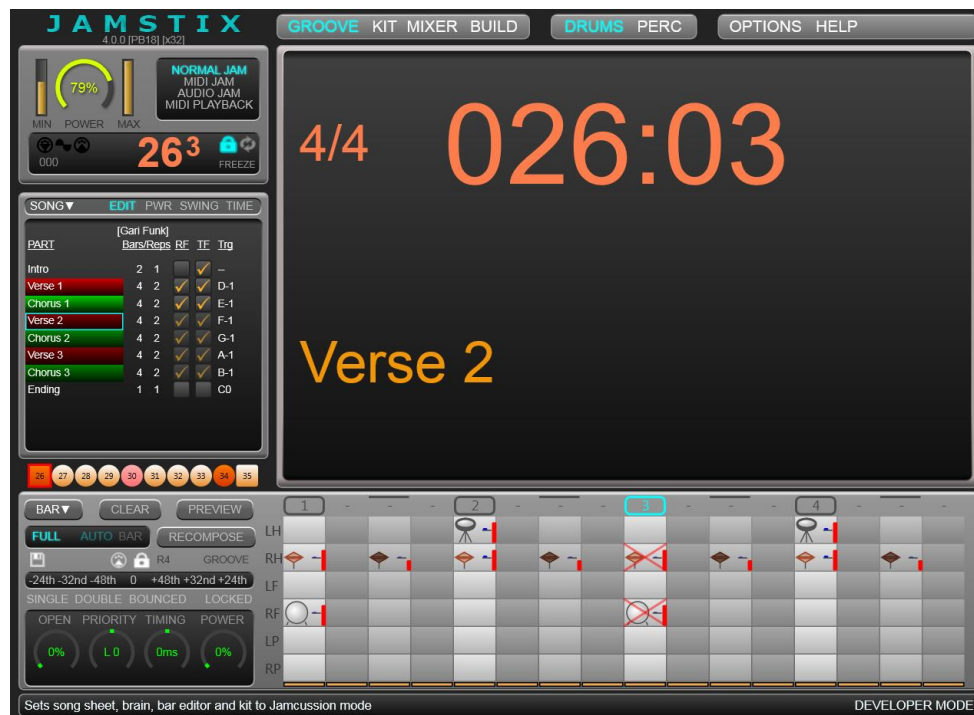 JAMSTIX
4.0.0 [PB18] [x32]
GROOVE KIT MIXER BUILD
DRUMS PERC
OPTIONS HELP
79%
MIN POWER MAX
NORMAL JAM
MIDI JAM
AUDIO JAM
MIDI PLAYBACK
000
26 3
FREEZE
4/4
026:03
Verse 2
SONG▼ EDIT PWR SWING TIME
[Gari Funk]
PART Bars/Reps RF TF Trg
Intro 2 1 –
Verse 1 4 2 D-1
Chorus 1 4 2 E-1
Verse 2 4 2 F-1
Chorus 2 4 2 G-1
Verse 3 4 2 A-1
Chorus 3 4 2 B-1
Ending 1 1 C0
26 27 28 29 30 31 32 33 34 35
BAR▼ CLEAR PREVIEW
FULL AUTO BAR RECOMPOSE
R4 GROOVE
-24th -32nd -48th 0 +48th +32nd +24th
SINGLE DOUBLE BOUNCED LOCKED
OPEN PRIORITY TIMING POWER
0% L 0 0ms 0%
1 - - - 2 - - - 3 - - - 4 - - -
LH
RH
LF
RF
LP
RP
Sets song sheet, brain, bar editor and kit to Jamcussion mode
DEVELOPER MODE